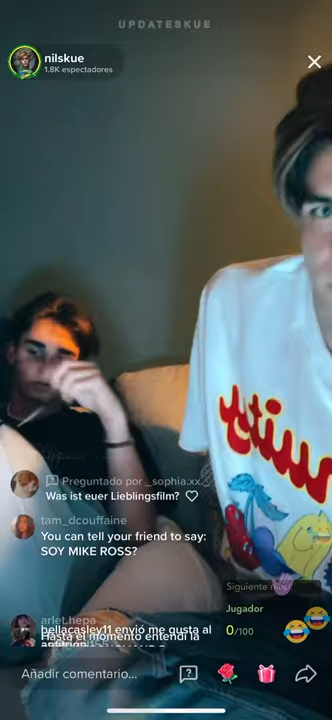 UPDATESKUE
nilskue
1.8K espectadores
Preguntado por _sophia.xx_
Was ist euer Lieblingsfilm?
tam_dcouffaine
You can tell your friend to say:
SOY MIKE ROSS?
Siguiente
Jugador
0/100
arlet.hepa
bellacasley11 envió me gusta al
anfitrión
Hasta el momento entendí la
Añadir comentario...